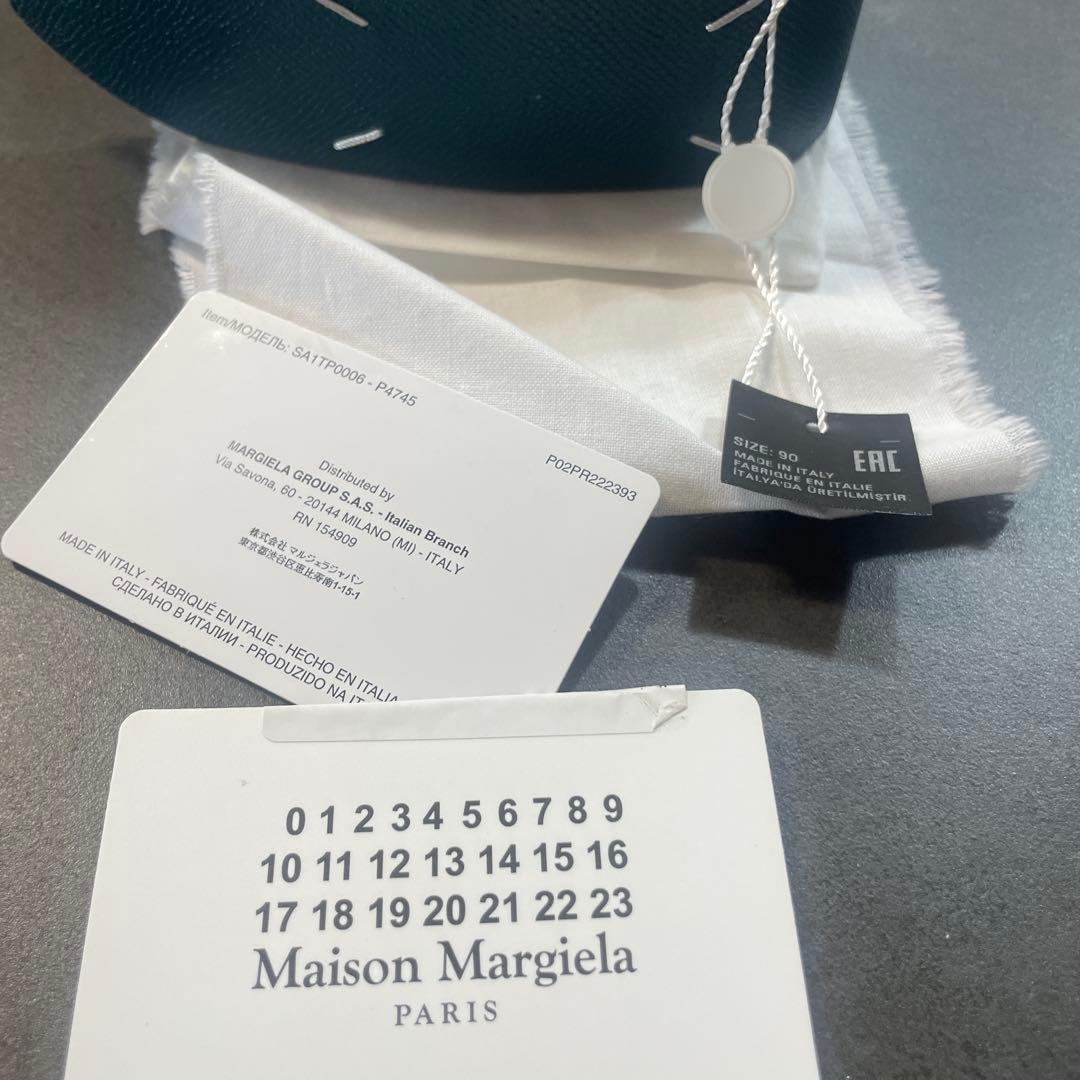 Item/МОДЕЛЬ: SA1TP0006 - P4745
P02PR222393
Distributed by
MARGIELA GROUP S.A.S. - Italian Branch
Via Savona, 60 - 20144 MILANO (MI) - ITALY
RN 154909
株式会社 マルジェラジャパン
東京都渋谷区恵比寿南1-15-1
MADE IN ITALY - FABRIQUÉ EN ITALIE - HECHO EN ITALIA
СДЕЛАНО В ИТАЛИИ - PRODUZIDO NA
SIZE: 90
EAC
MADE IN ITALY
FABRIQUE EN ITALIE
İTALYA'DA ÜRETİLMİŞTİR
0 1 2 3 4 5 6 7 8 9
10 11 12 13 14 15 16
17 18 19 20 21 22 23
Maison Margiela
PARIS